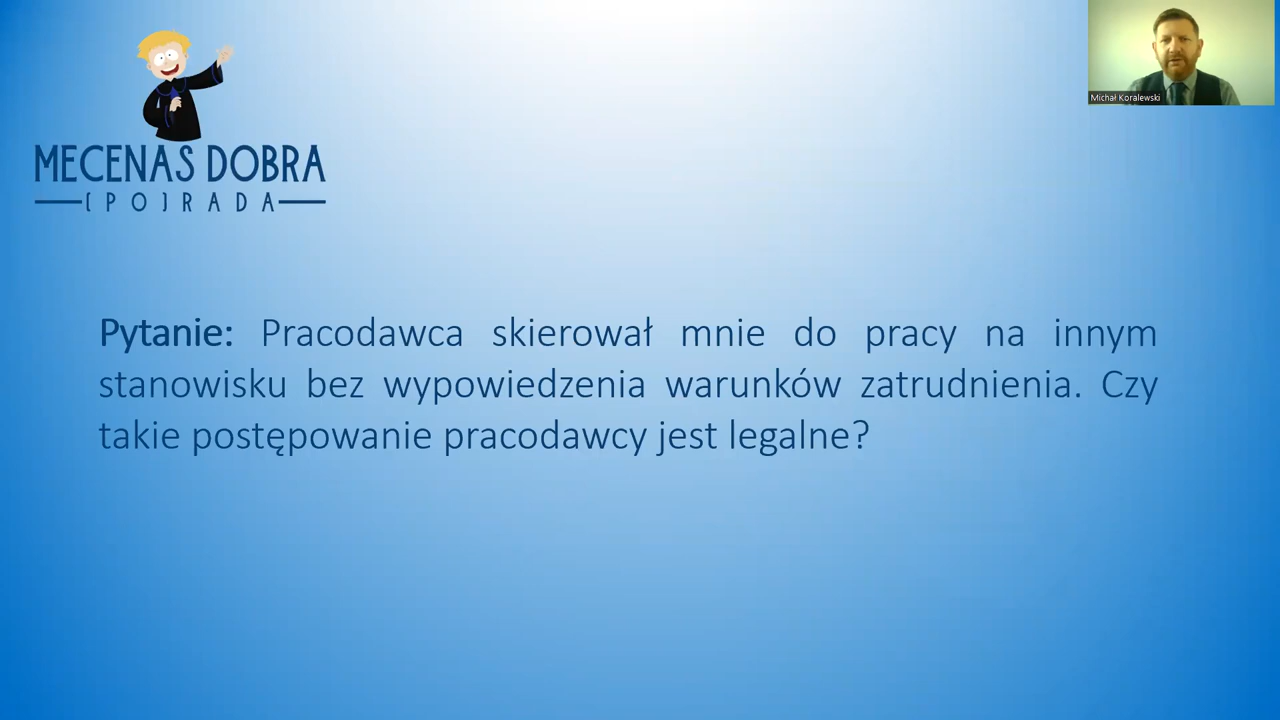 Michał Koralewski
MECENAS DOBRA
(PO)RADA
Pytanie: Pracodawca skierował mnie do pracy na innym
stanowisku bez wypowiedzenia warunków zatrudnienia. Czy
takie postępowanie pracodawcy jest legalne?